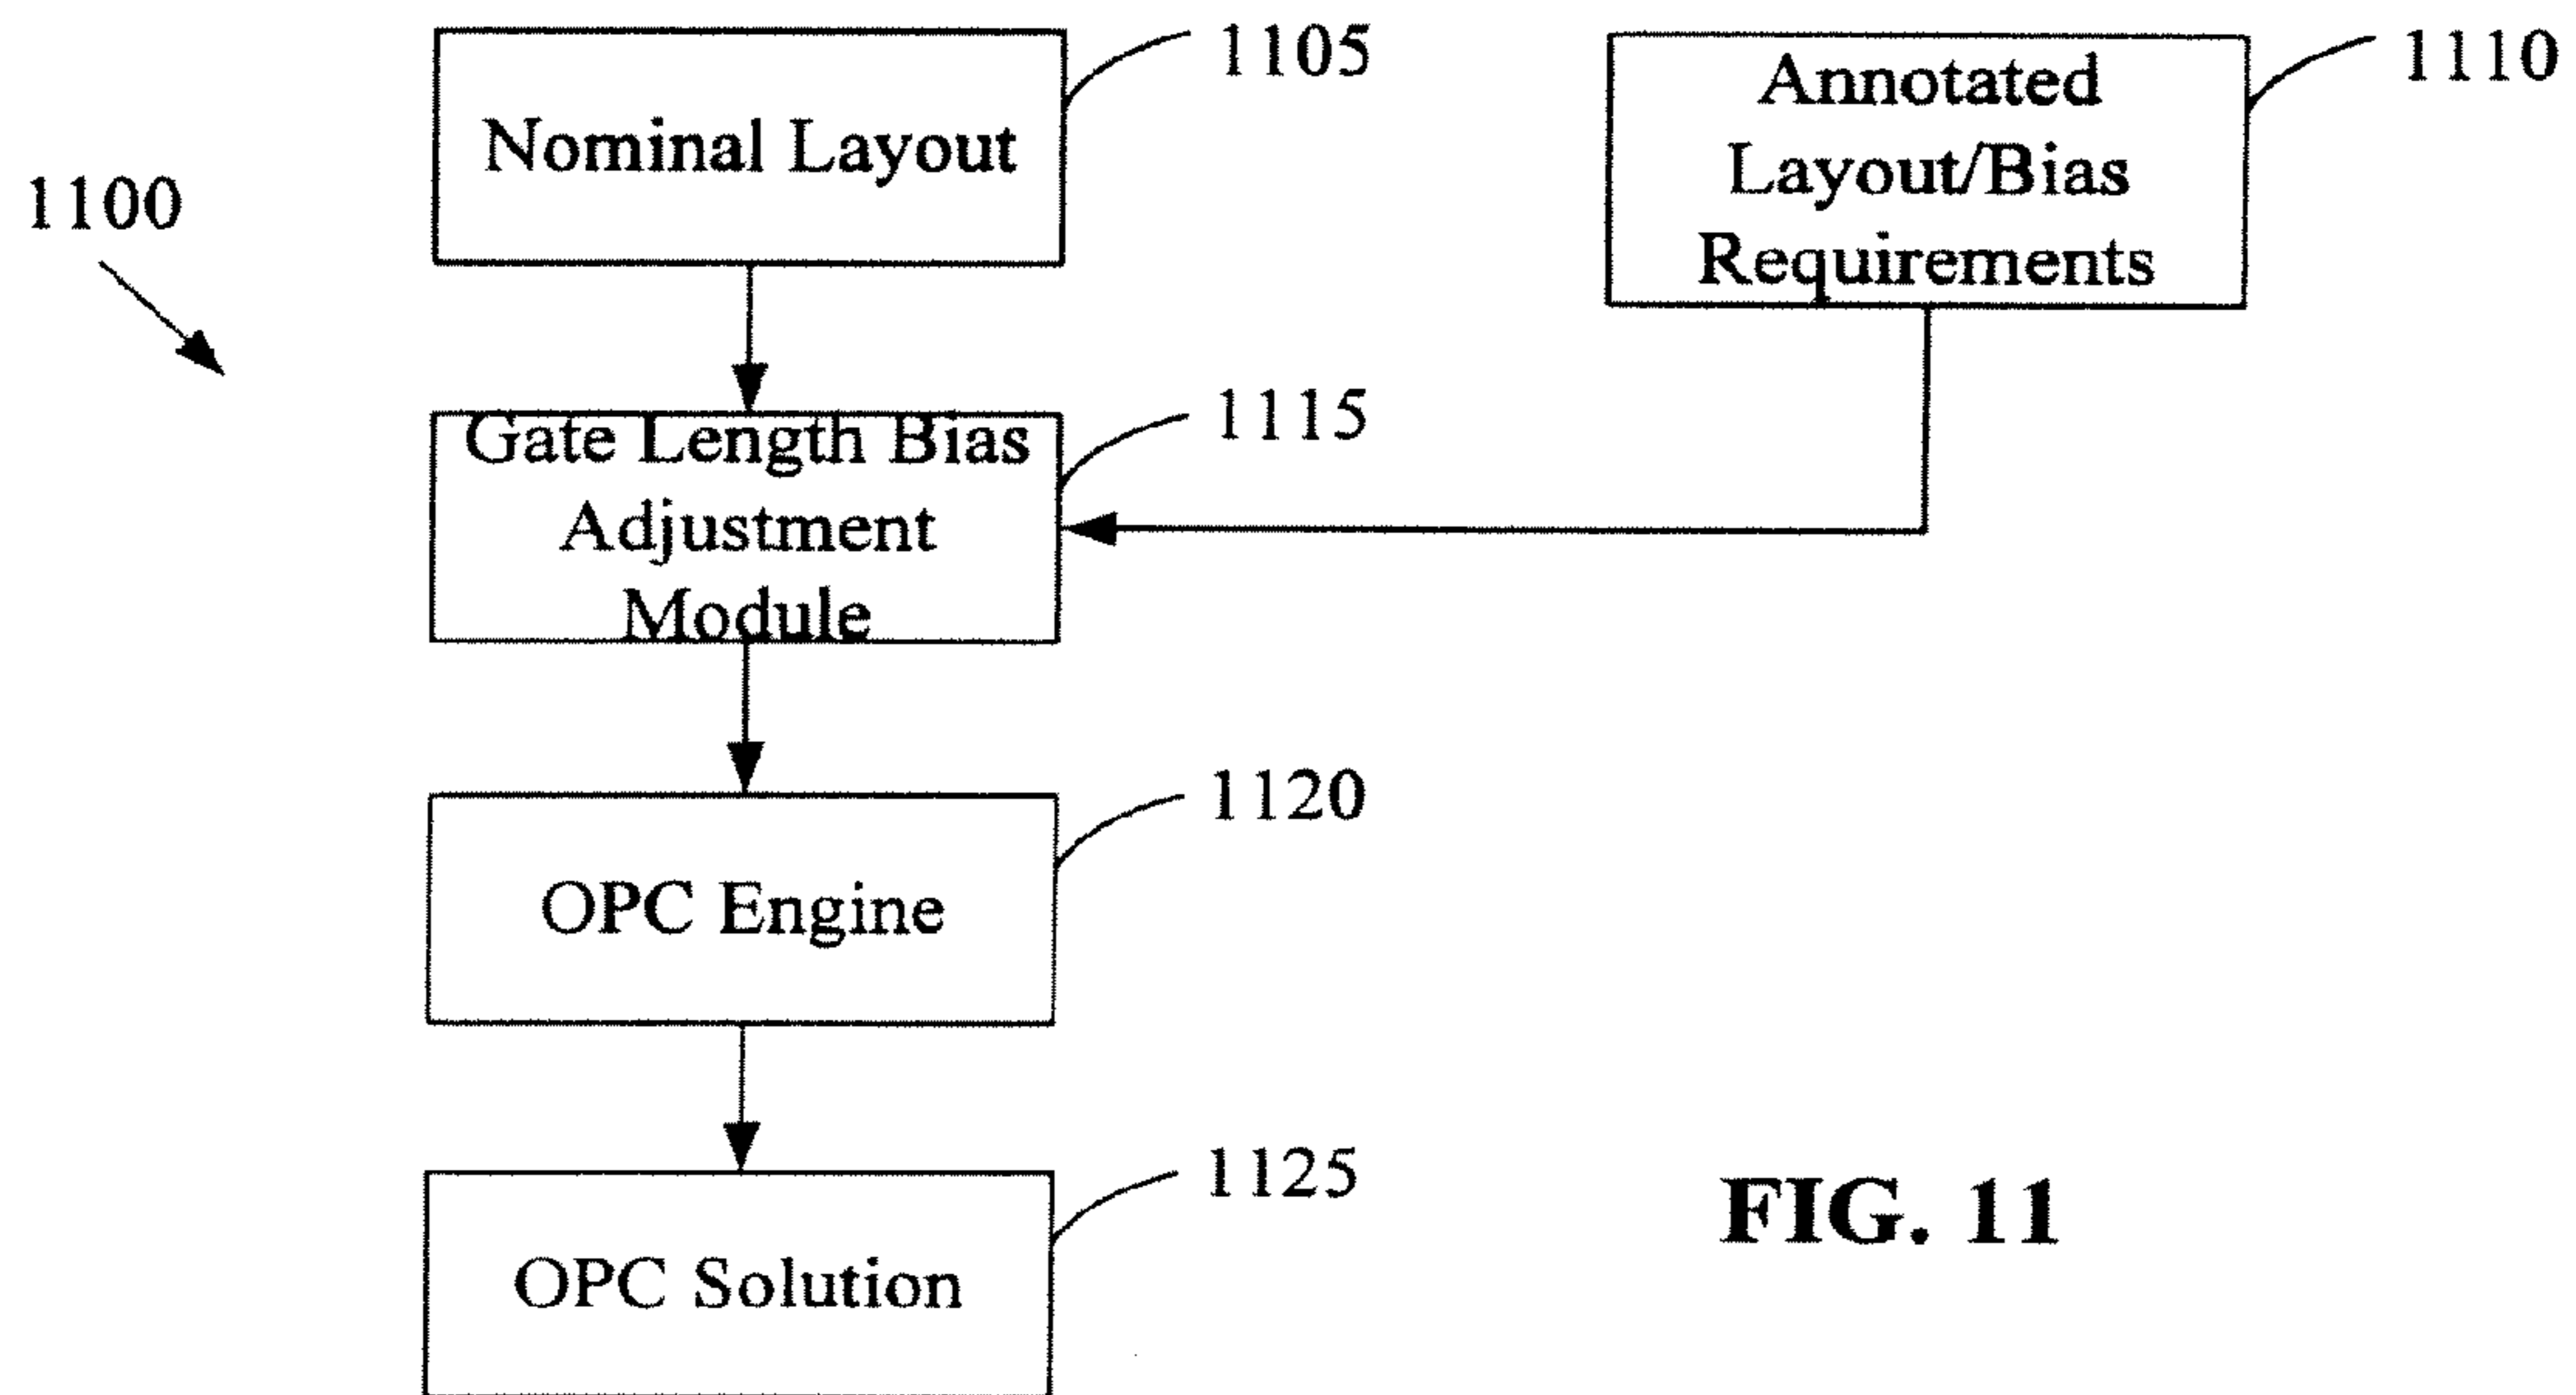 1105
Nominal Layout
1110
Annotated
Layout/Bias
Requirements
1100
1115
Gate Length Bias
Adjustment
Module
1120
OPC Engine
1125
OPC Solution
FIG. 11